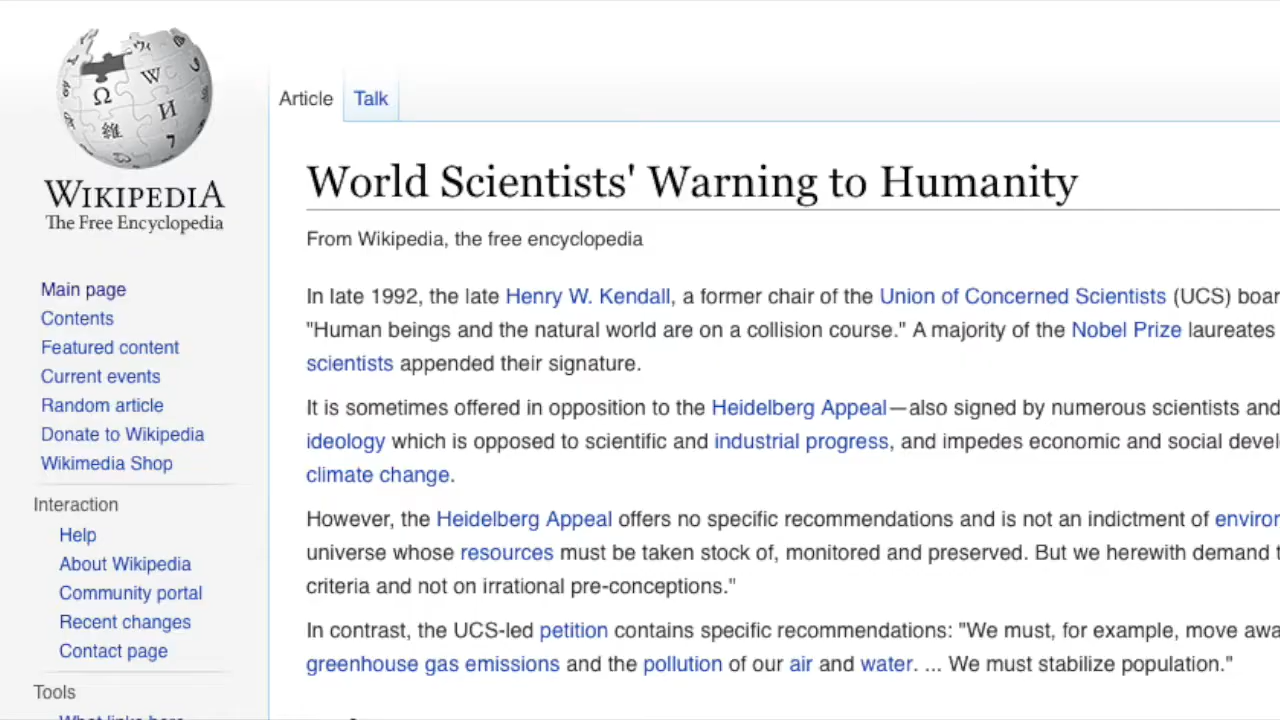 WIKIPEDIA
The Free Encyclopedia
Main page
Contents
Featured content
Current events
Random article
Donate to Wikipedia
Wikimedia Shop
Interaction
Help
About Wikipedia
Community portal
Recent changes
Contact page
Tools
Article Talk
World Scientists' Warning to Humanity
From Wikipedia, the free encyclopedia
In late 1992, the late Henry W. Kendall, a former chair of the Union of Concerned Scientists (UCS) boar
"Human beings and the natural world are on a collision course." A majority of the Nobel Prize laureates
scientists appended their signature.
It is sometimes offered in opposition to the Heidelberg Appeal—also signed by numerous scientists and
ideology which is opposed to scientific and industrial progress, and impedes economic and social devel
climate change.
However, the Heidelberg Appeal offers no specific recommendations and is not an indictment of environ
universe whose resources must be taken stock of, monitored and preserved. But we herewith demand t
criteria and not on irrational pre-conceptions."
In contrast, the UCS-led petition contains specific recommendations: "We must, for example, move awa
greenhouse gas emissions and the pollution of our air and water. ... We must stabilize population."